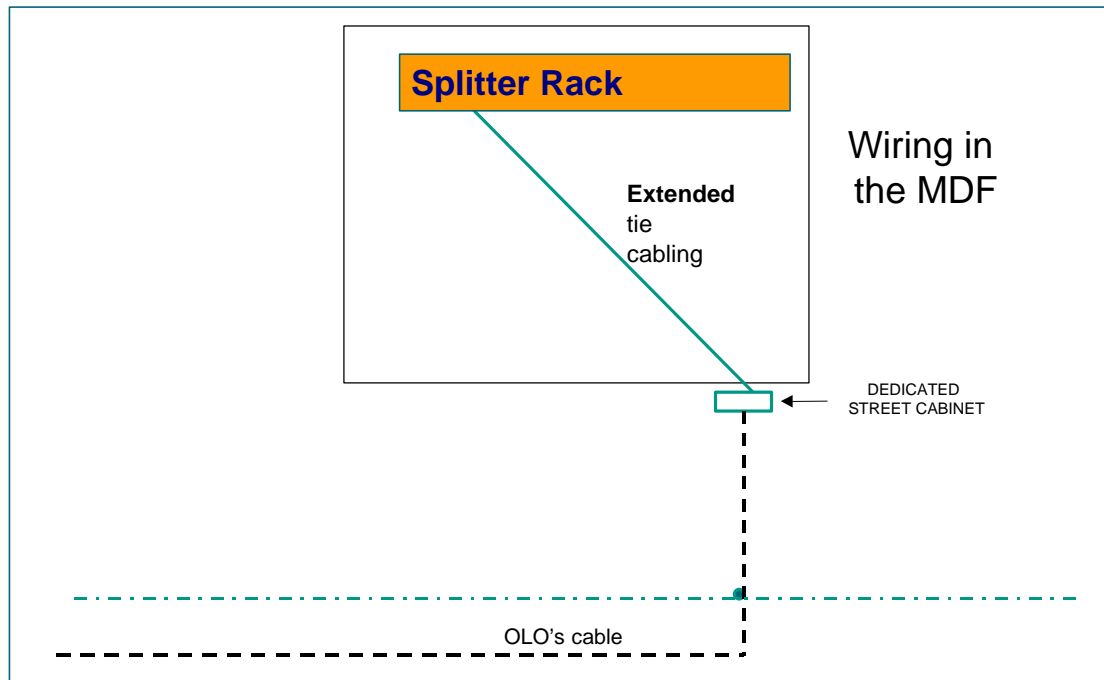 Splitter Rack
Wiring in
the MDF
Extended
tie
cabling
DEDICATED
STREET CABINET
OLO's cable